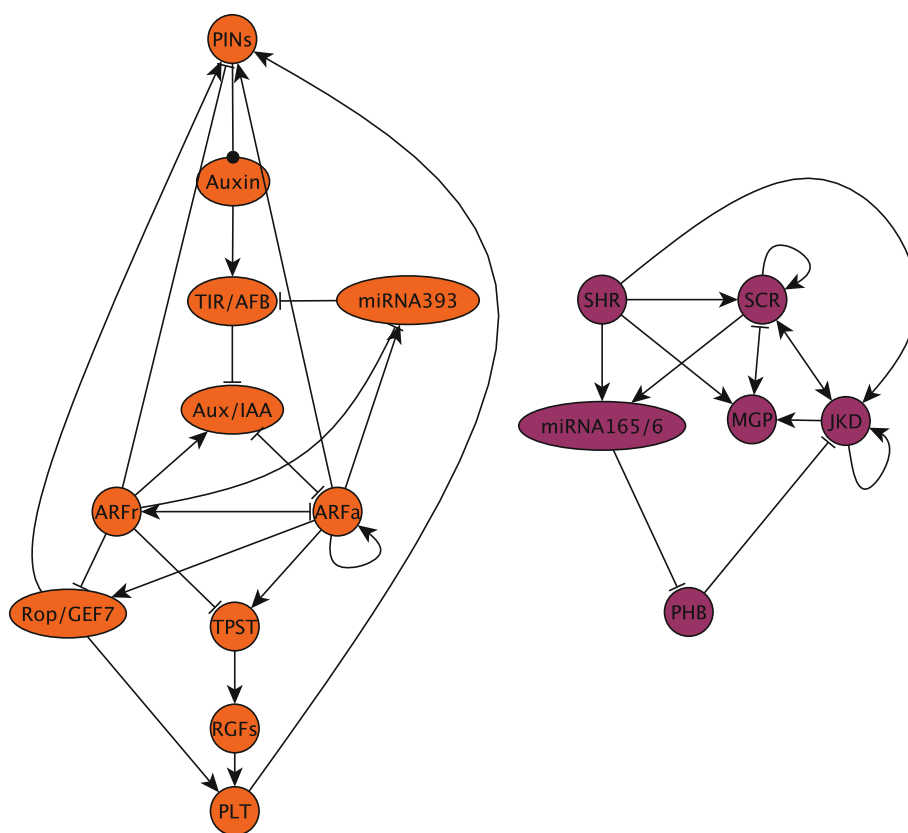 PINs
Auxin
TIR/AFB
miRNA393
Aux/IAA
ARFr
ARFa
Rop/GEF7
TPST
RGFs
PLT
SHR
SCR
miRNA165/6
MGP
JKD
PHB